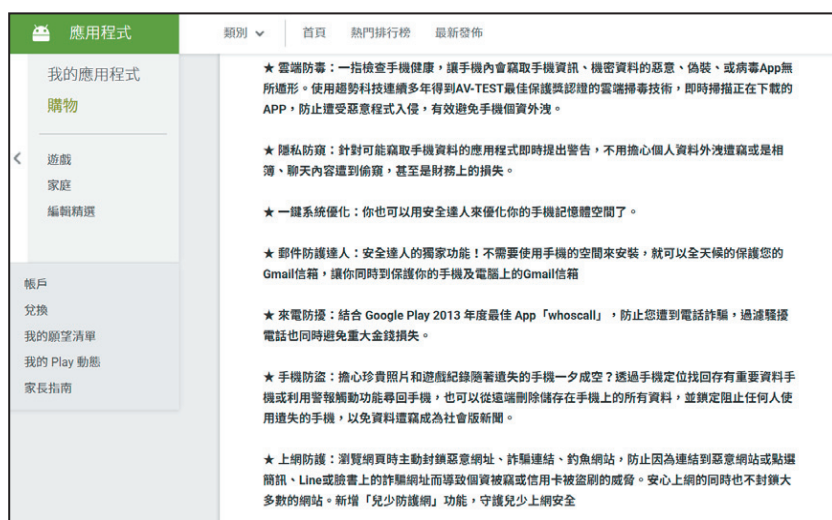 應用程式
類別
首頁
熱門排行榜
最新發佈
我的應用程式
購物
遊戲
家庭
編輯精選
帳戶
兌換
我的願望清單
我的 Play 動態
家長指南
★ 雲端防毒：一指檢查手機健康，讓手機內會竊取手機資訊、機密資料的惡意、偽裝、或病毒App無
所遁形。使用趨勢科技連續多年得到AV-TEST最佳保護獎認證的雲端掃毒技術，即時掃描正在下載的
APP，防止遭受惡意程式入侵，有效避免手機個資外洩。
★ 隱私防窺：針對可能竊取手機資料的應用程式即時提出警告，不用擔心個人資料外洩遭竊或是相
簿、聊天內容遭到偷窺，甚至是財務上的損失。
★ 一鍵系統優化：你也可以用安全達人來優化你的手機記憶體空間了。
★ 郵件防護達人：安全達人的獨家功能！不需要使用手機的空間來安裝，就可以全天候的保護您的
Gmail信箱，讓你同時到保護你的手機及電腦上的Gmail信箱
★ 來電防擾：結合 Google Play 2013 年度最佳 App「whoscall」，防止您遭到電話詐騙，過濾騷擾
電話也同時避免重大金錢損失。
★ 手機防盜：擔心珍貴照片和遊戲紀錄隨著遺失的手機一夕成空？透過手機定位找回存有重要資料手
機或利用警報觸動功能尋回手機，也可以從遠端刪除儲存在手機上的所有資料，並鎖定阻止任何人使
用遺失的手機，以免資料遭竊成為社會版新聞。
★ 上網防護：瀏覽網頁時主動封鎖惡意網址、詐騙連結、釣魚網站，防止因為連結到惡意網站或點選
簡訊、Line或臉書上的詐騙網址而導致個資被竊或信用卡被盜刷的威脅。安心上網的同時也不封鎖大
多數的網站。新增「兒少防護網」功能，守護兒少上網安全